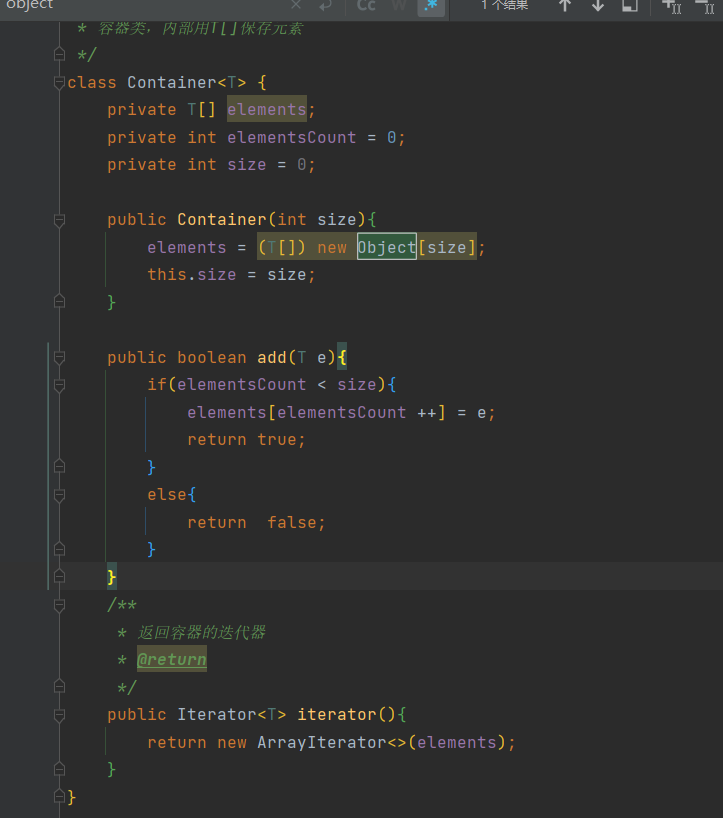 object
Cc W .* 1 个结果
* 容器类，内部用T[]保存元素
*/
class Container<T> {
private T[] elements;
private int elementsCount = 0;
private int size = 0;
public Container(int size){
elements = (T[]) new Object[size];
this.size = size;
}
public boolean add(T e){
if(elementsCount < size){
elements[elementsCount ++] = e;
return true;
}
else{
return  false;
}
}
/**
* 返回容器的迭代器
* @return
*/
public Iterator<T> iterator(){
return new ArrayIterator<>(elements);
}
}